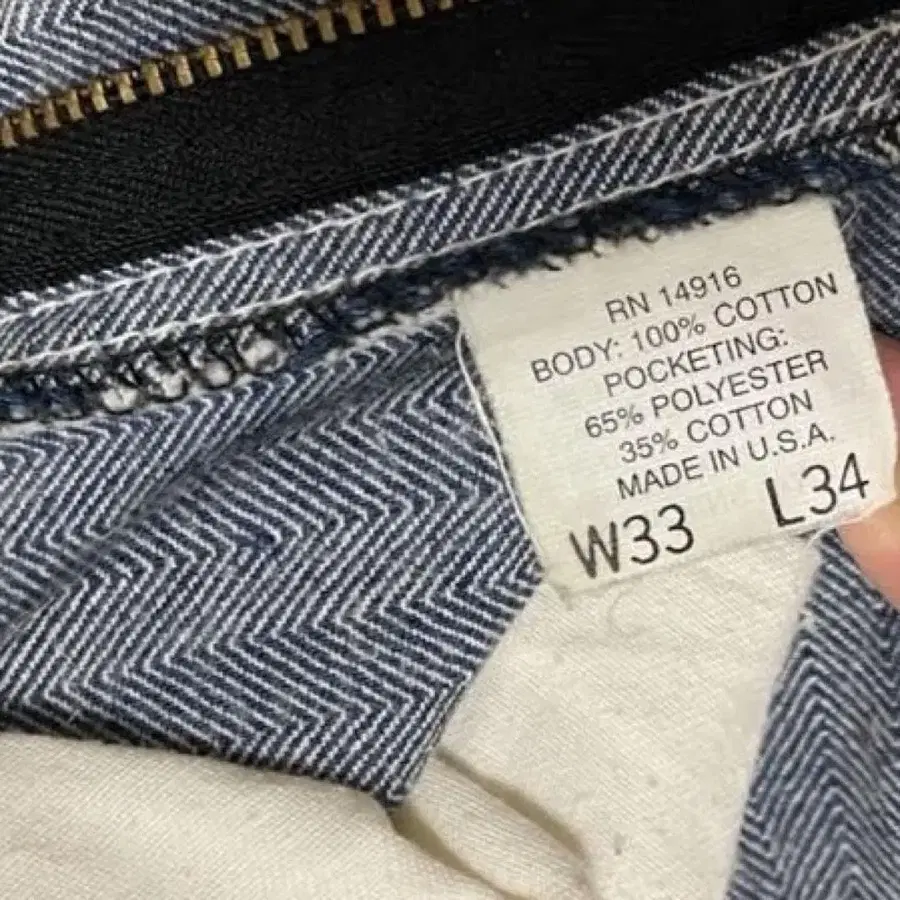 RN 14916
BODY: 100% COTTON
POCKETING:
65% POLYESTER
35% COTTON
MADE IN U.S.A.
W33 L34